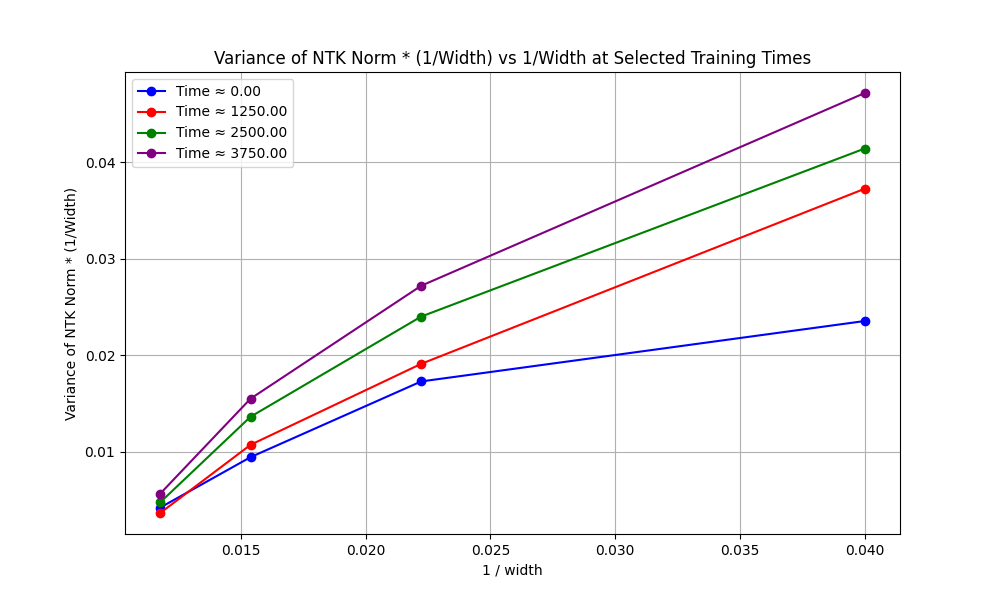 Variance of NTK Norm * (1/Width) vs 1/Width at Selected Training Times
Time ≈ 0.00
Time ≈ 1250.00
Time ≈ 2500.00
Time ≈ 3750.00
Variance of NTK Norm * (1/Width)
0.04
0.03
0.02
0.01
0.015 0.020 0.025 0.030 0.035 0.040
1 / width